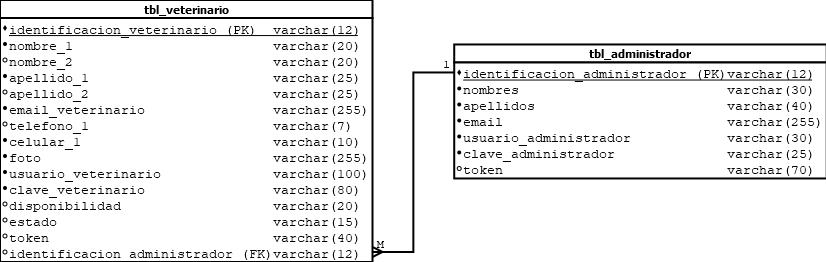 tbl_veterinario
identificacion_veterinario (PK) varchar(12)
nombre_1 varchar(20)
nombre_2 varchar(20)
apellido_1 varchar(25)
apellido_2 varchar(25)
email_veterinario varchar(255)
telefono_1 varchar(7)
celular_1 varchar(10)
foto varchar(255)
usuario_veterinario varchar(100)
clave_veterinario varchar(80)
disponibilidad varchar(20)
estado varchar(15)
token varchar(40)
identificacion_administrador (FK) varchar(12)
M
1
tbl_administrador
identificacion_administrador (PK) varchar(12)
nombres varchar(30)
apellidos varchar(40)
email varchar(255)
usuario_administrador varchar(30)
clave_administrador varchar(25)
token varchar(70)